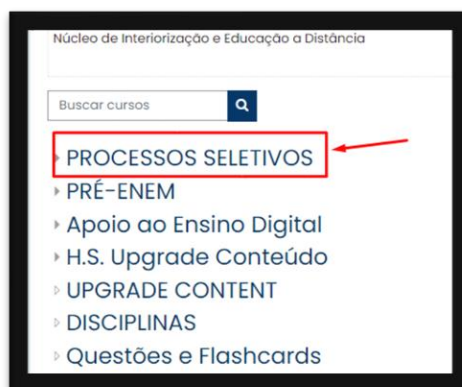 Núcleo de Interiorização e Educação a Distância
Buscar cursos
PROCESSOS SELETIVOS
PRÉ-ENEM
Apoio ao Ensino Digital
H.S. Upgrade Conteúdo
UPGRADE CONTENT
DISCIPLINAS
Questões e Flashcards